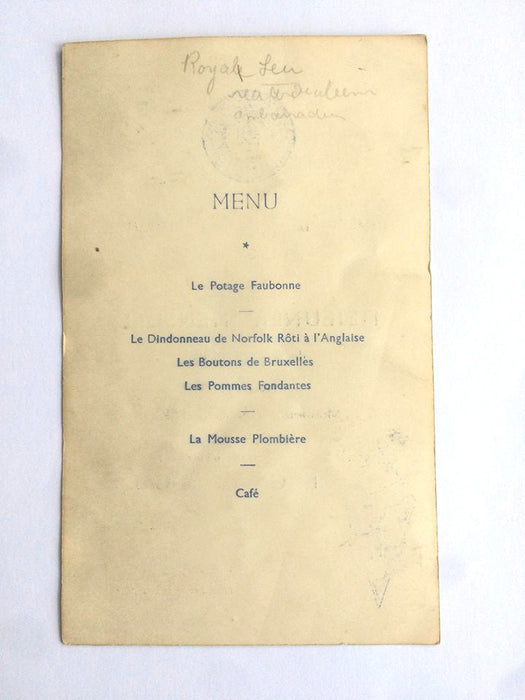 Royale
MENU
*
Le Potage Faubonne
—
Le Dindonneau de Norfolk Rôti à l'Anglaise
Les Boutons de Bruxelles
Les Pommes Fondantes
—
La Mousse Plombière
—
Café